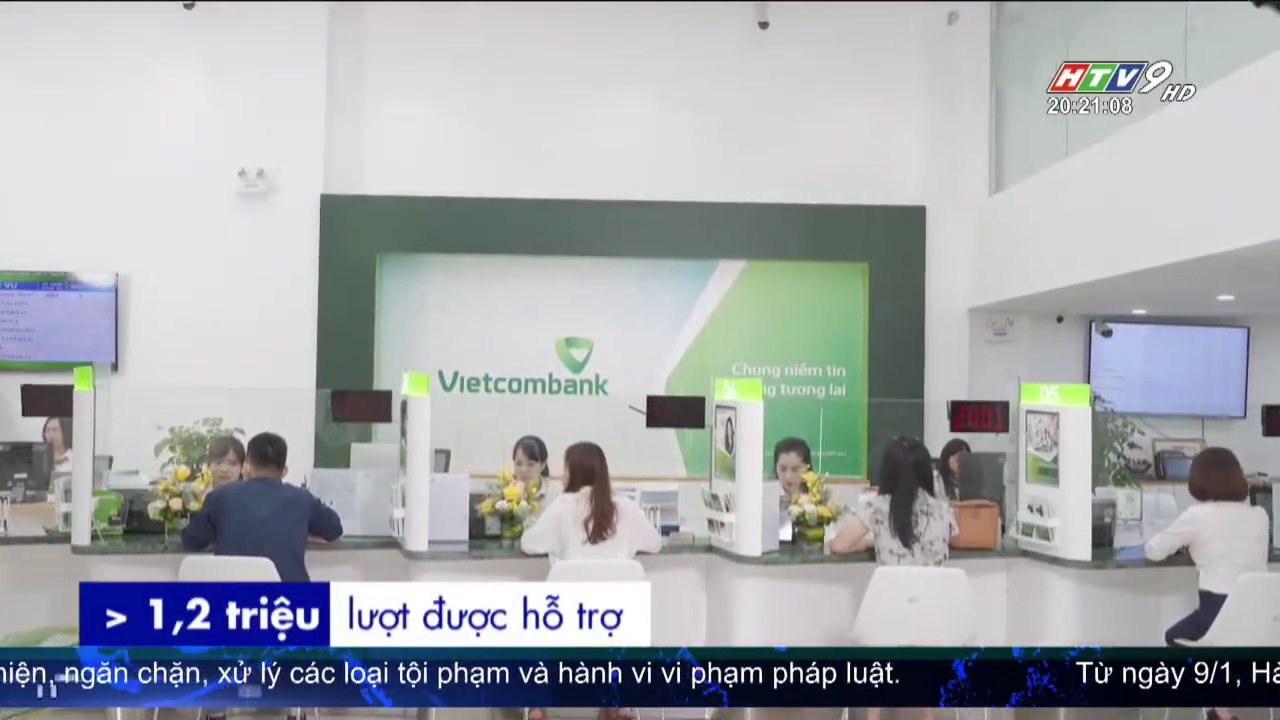 HTV9 HD
20:21:08
Vietcombank
Chung niềm tin
tương lai
05
2001
> 1,2 triệu lượt được hỗ trợ
ngăn chặn, xử lý các loại tội phạm và hành vi vi phạm pháp luật. Từ ngày 9/1,